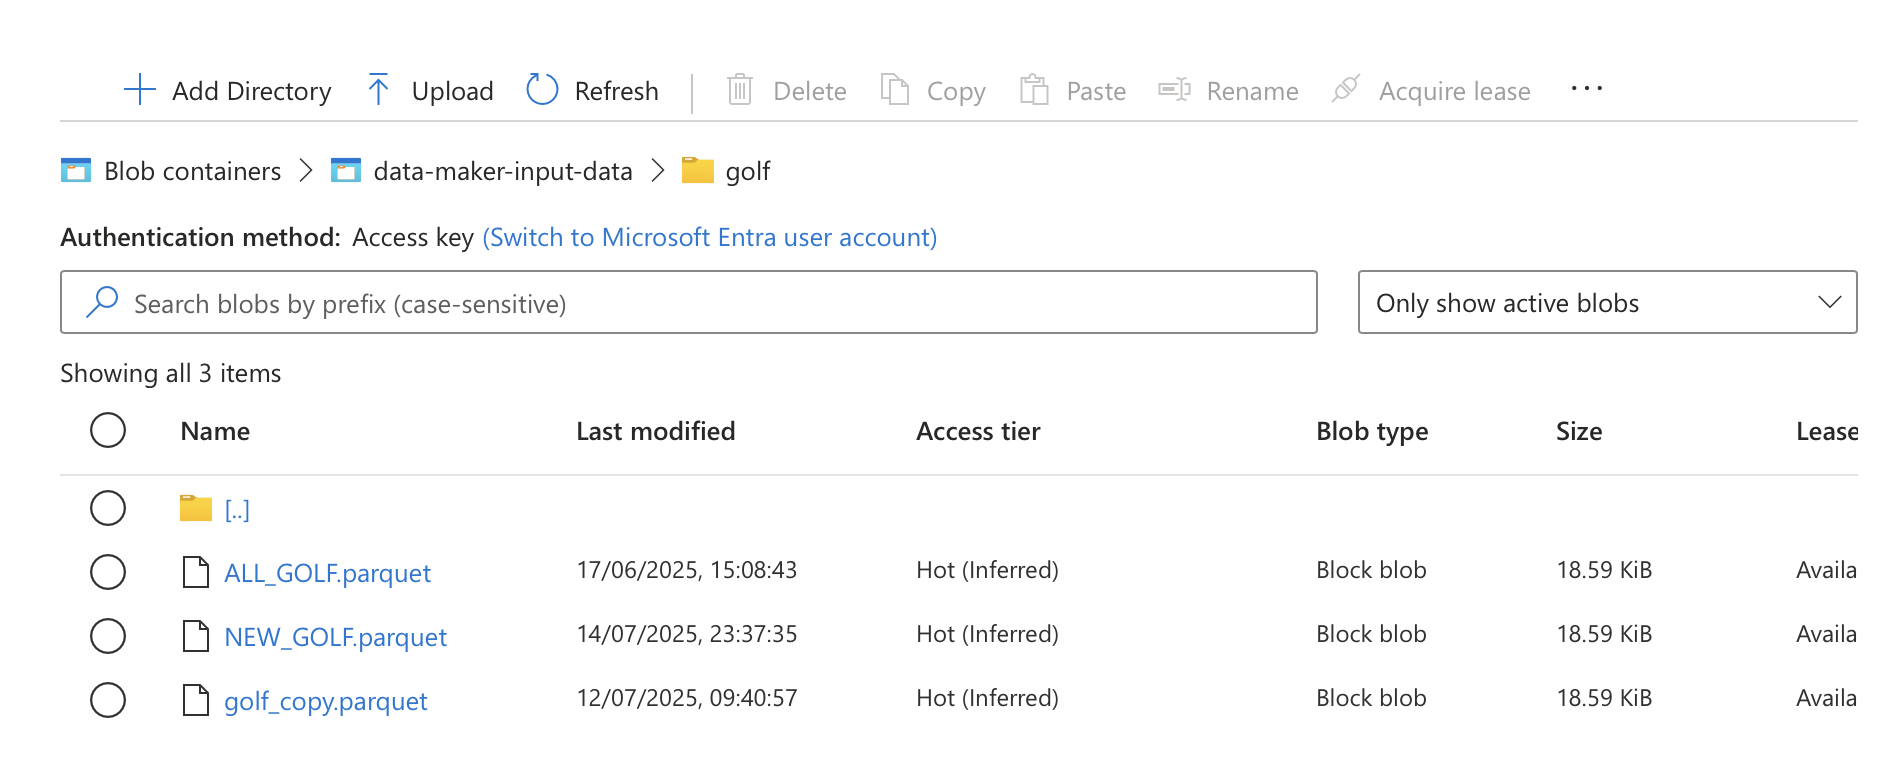 Add Directory Upload Refresh Delete Copy Paste Rename Acquire lease ...
Blob containers > data-maker-input-data > golf
Authentication method: Access key (Switch to Microsoft Entra user account)
Search blobs by prefix (case-sensitive) Only show active blobs
Showing all 3 items
Name Last modified Access tier Blob type Size Lease
[..]
ALL_GOLF.parquet 17/06/2025, 15:08:43 Hot (Inferred) Block blob 18.59 KiB Availa
NEW_GOLF.parquet 14/07/2025, 23:37:35 Hot (Inferred) Block blob 18.59 KiB Availa
golf_copy.parquet 12/07/2025, 09:40:57 Hot (Inferred) Block blob 18.59 KiB Availa